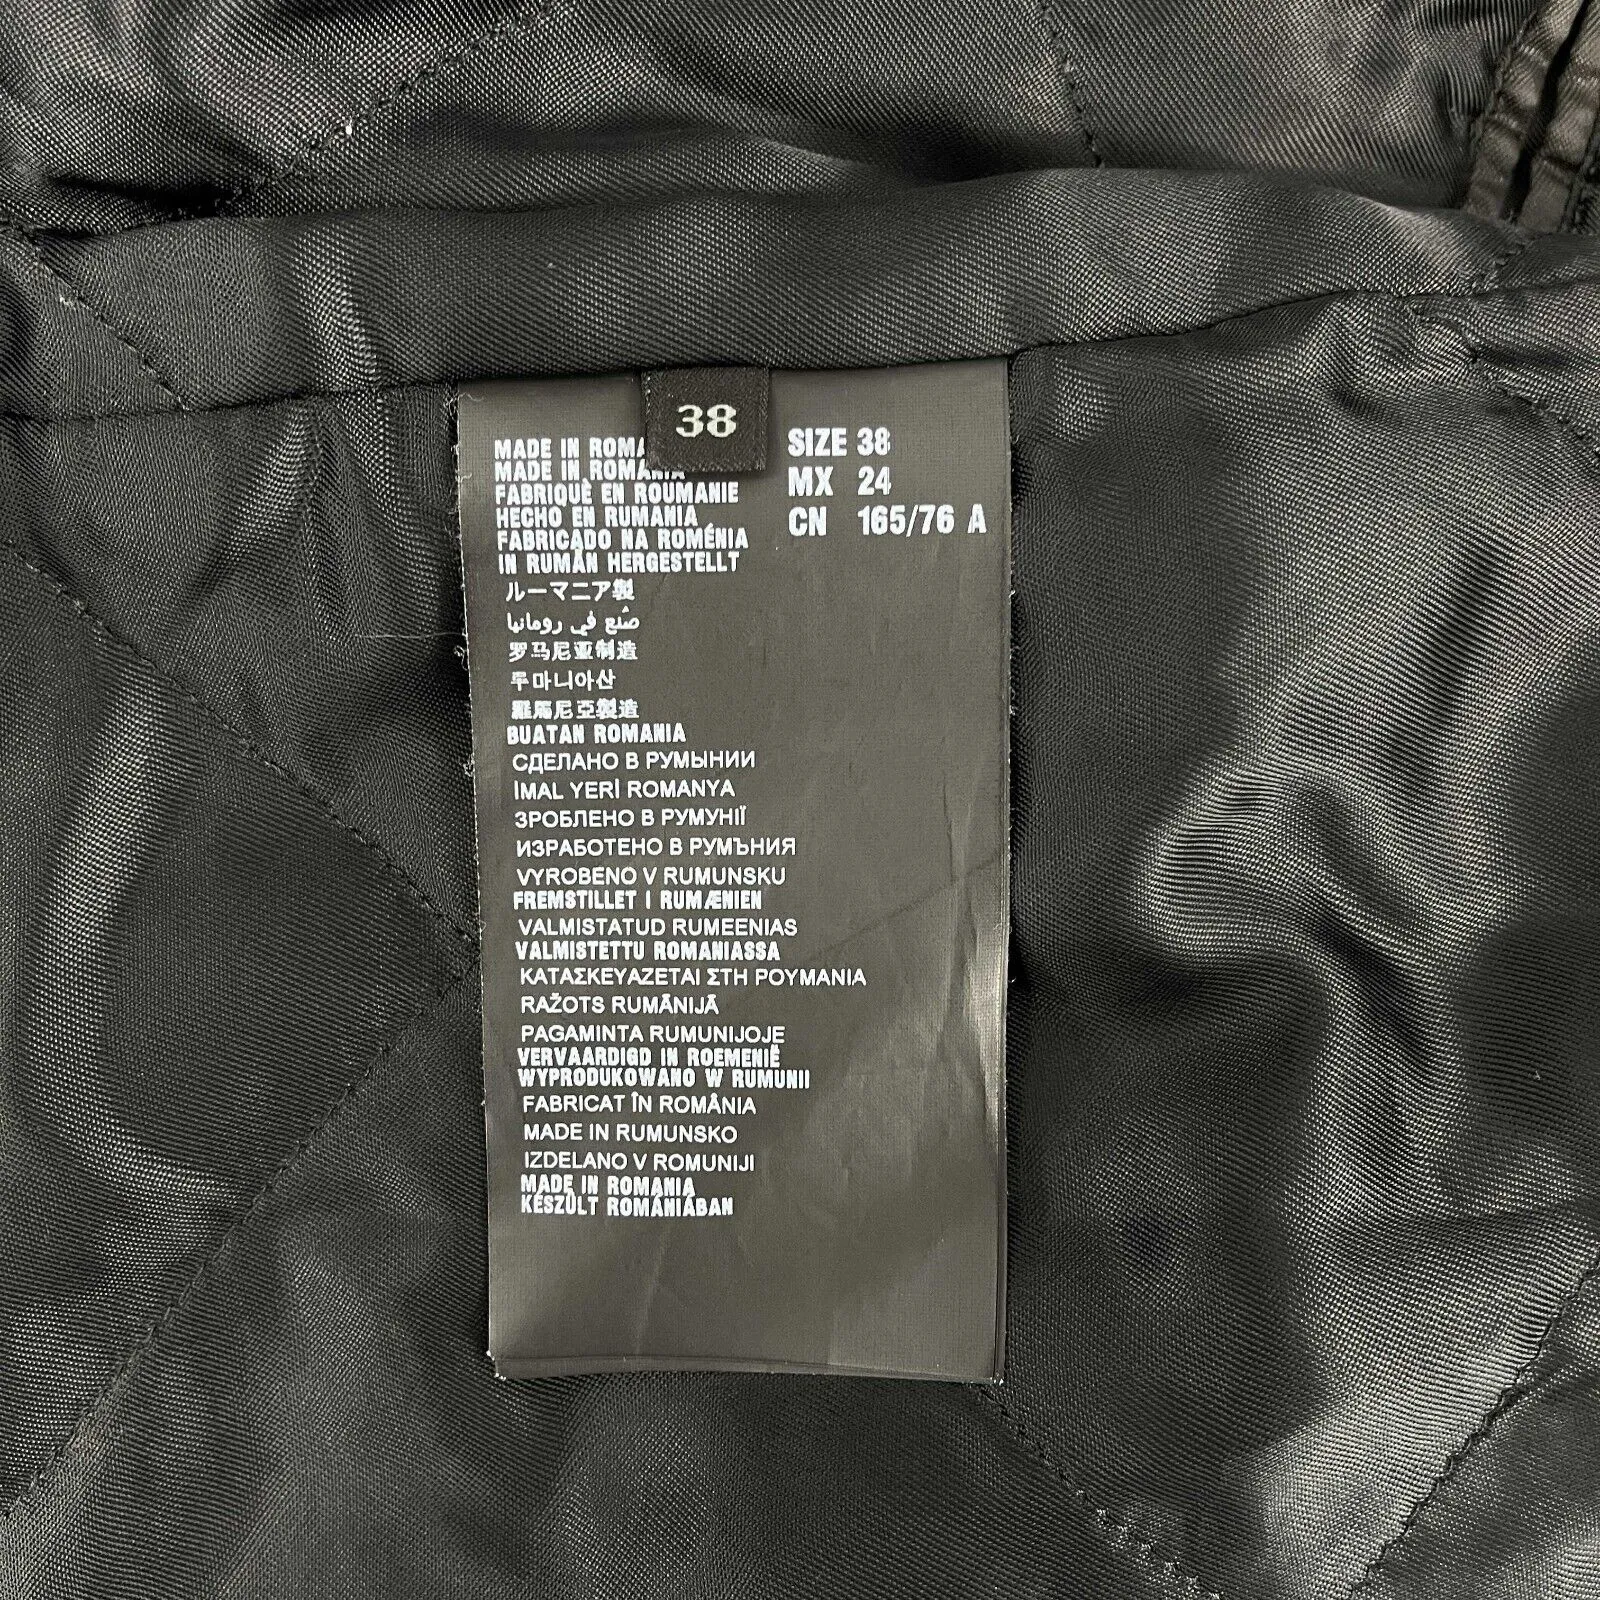 38
MADE IN
MADE IN ROMANIA
FABRIQUÈ EN ROUMANIE
HECHO EN RUMANIA
FABRICADO NA ROMÉNIA
IN RUMÄN HERGESTELLT
ルーマニア製
صُنع في رومانيا
罗马尼亚制造
루마니아산
羅馬尼亞製造
BUATAN ROMANIA
СДЕЛАНО В РУМЫНИИ
İMAL YERİ ROMANYA
ЗРОБЛЕНО В РУМУНІЇ
ИЗРАБОТЕНО В РУМЪНИЯ
VYROBENO V RUMUNSKU
FREMSTILLET I RUMÆNIEN
VALMISTATUD RUMEENIAS
VALMISTETTU ROMANIASSA
ΚΑΤΑΣΚΕΥΑΖΕΤΑΙ ΣΤΗ ΡΟΥΜΑΝΙΑ
RAŽOTS RUMĀNIJĀ
PAGAMINTA RUMUNIJOJE
VERVAARDIGD IN ROEMENIË
WYPRODUKOWANO W RUMUNII
FABRICAT ÎN ROMÂNIA
MADE IN RUMUNSKO
IZDELANO V ROMUNIJI
MADE IN ROMANIA
KÉSZÜLT ROMÁNIÁBAN
SIZE 38
MX 24
CN 165/76 A